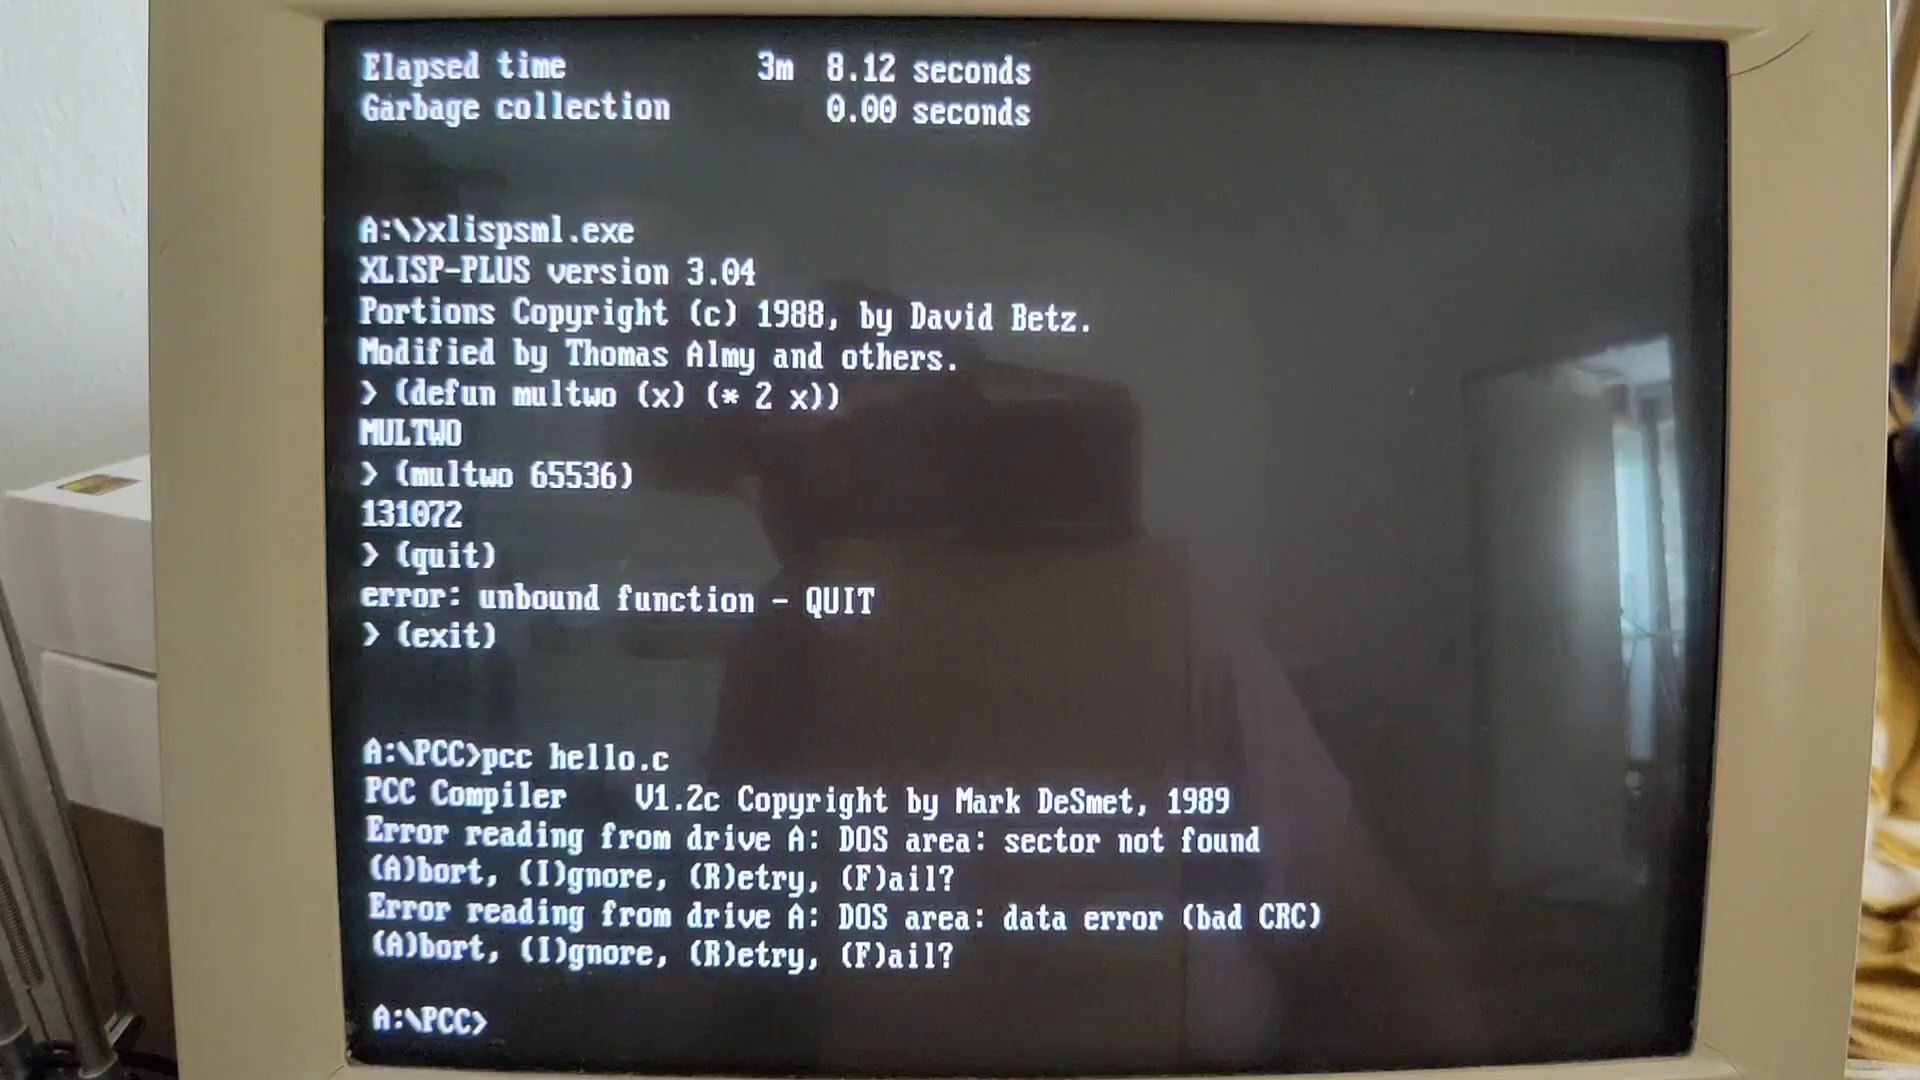 Elapsed time 3m 8.12 seconds
Garbage collection 0.00 seconds
A:\>xlispsml.exe
XLISP-PLUS version 3.04
Portions Copyright (c) 1988, by David Betz.
Modified by Thomas Almy and others.
> (defun multwo (x) (* 2 x))
MULTWO
> (multwo 65536)
131072
> (quit)
error: unbound function - QUIT
> (exit)
A:\PCC>pcc hello.c
PCC Compiler V1.2c Copyright by Mark DeSmet, 1989
Error reading from drive A: DOS area: sector not found
(A)bort, (I)gnore, (R)etry, (F)ail?
Error reading from drive A: DOS area: data error (bad CRC)
(A)bort, (I)gnore, (R)etry, (F)ail?
A:\PCC>